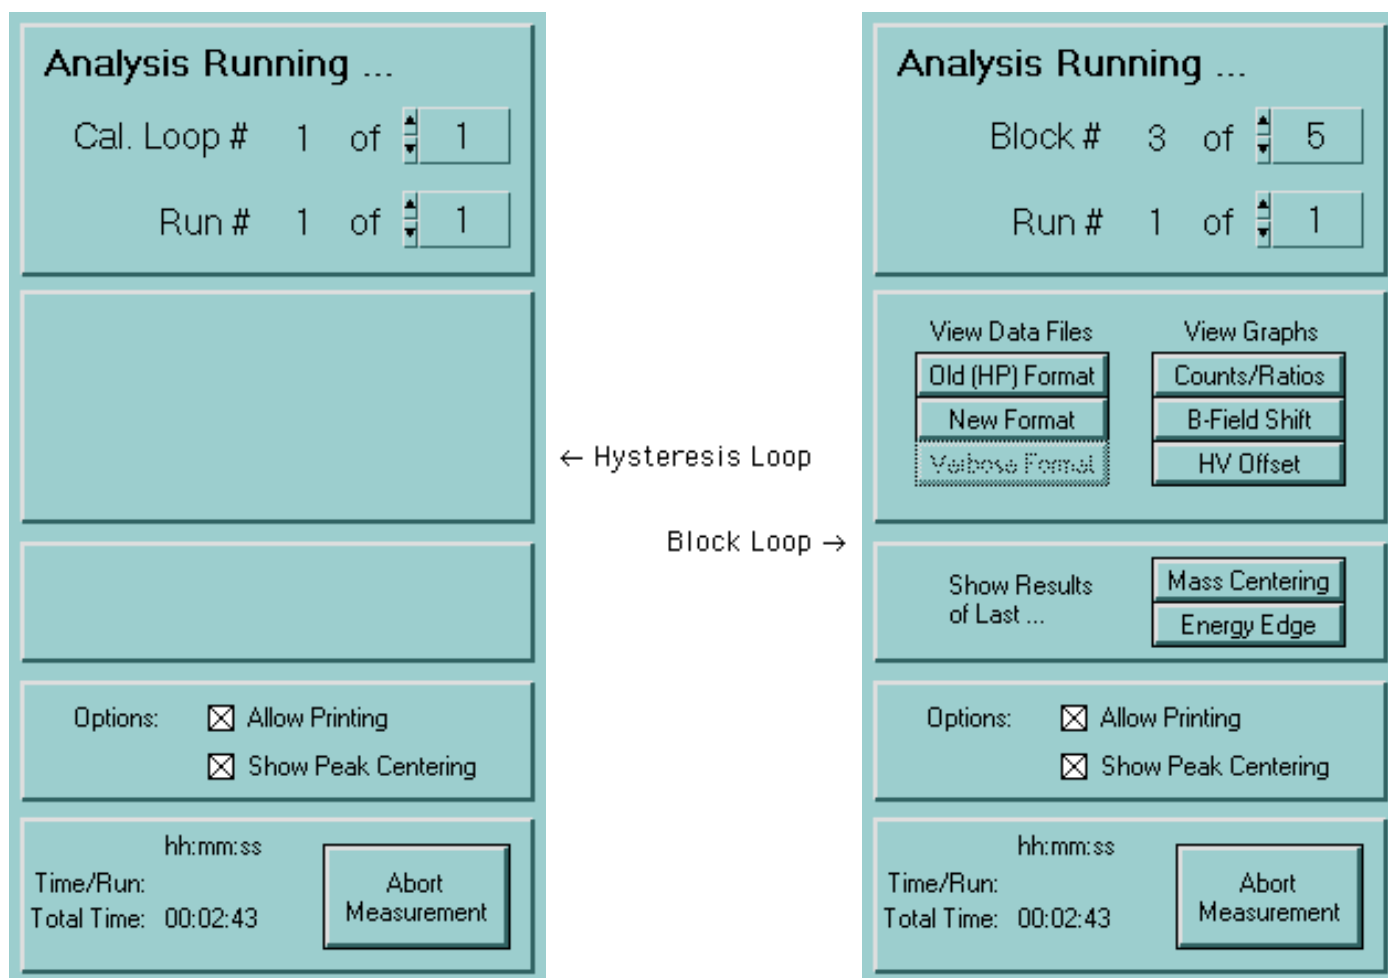 Analysis Running ...
Cal. Loop # 1 of 1
Run # 1 of 1
Options: Allow Printing
Show Peak Centering
hh:mm:ss
Time/Run:
Total Time: 00:02:43
Abort
Measurement
← Hysteresis Loop
Block Loop →
Analysis Running ...
Block # 3 of 5
Run # 1 of 1
View Data Files View Graphs
Old (HP) Format Counts/Ratios
New Format B-Field Shift
Verbose Format HV Offset
Show Results
of Last ...
Mass Centering
Energy Edge
Options: Allow Printing
Show Peak Centering
hh:mm:ss
Time/Run:
Total Time: 00:02:43
Abort
Measurement